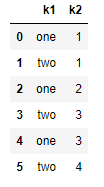 k1 k2
0 one 1
1 two 1
2 one 2
3 two 3
4 one 3
5 two 4